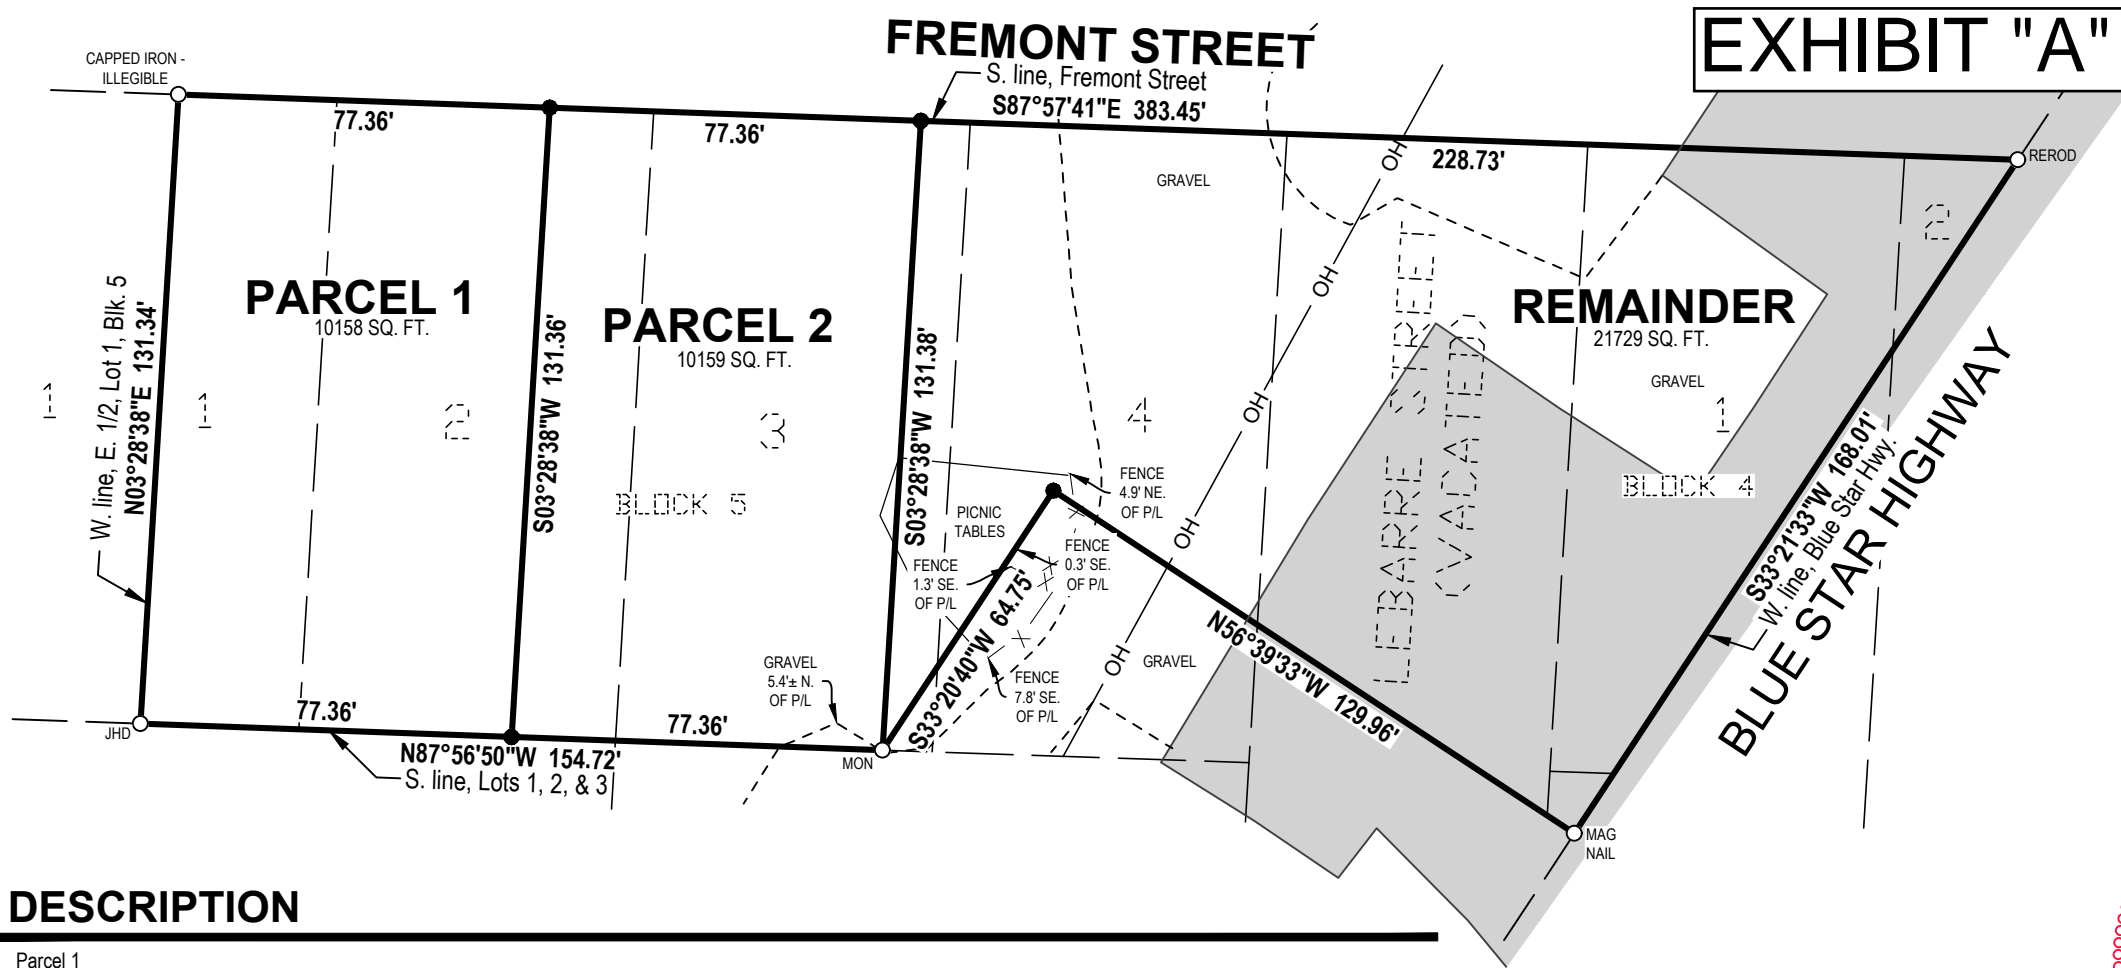 EXHIBIT "A"
FREMONT STREET
S. line, Fremont Street
S87°57'41"E 383.45'
CAPPED IRON -
ILLEGIBLE
77.36'
77.36'
228.73'
REROD
GRAVEL
OH
OH
OH
OH
OH
PARCEL 1
10158 SQ. FT.
PARCEL 2
10159 SQ. FT.
REMAINDER
21729 SQ. FT.
GRAVEL
W. line, E. 1/2, Lot 1, Blk. 5
N03°28'38"E 131.34'
S03°28'38"W 131.36'
S03°28'38"W 131.38'
1
1
2
3
4
1
2
BLOCK 5
BLOCK 4
VACATED
S33°21'33"W 168.01'
W. line, Blue Star Hwy.
BLUE STAR HIGHWAY
FENCE
4.9' NE.
OF P/L
PICNIC
TABLES
FENCE
0.3' SE.
OF P/L
FENCE
1.3' SE.
OF P/L
S33°20'40"W 64.75'
FENCE
7.8' SE.
OF P/L
GRAVEL
N56°39'33"W 129.96'
GRAVEL
5.4'± N.
OF P/L
77.36'
77.36'
JHD
MON
N87°56'50"W 154.72'
S. line, Lots 1, 2, & 3
MAG
NAIL
DESCRIPTION
Parcel 1